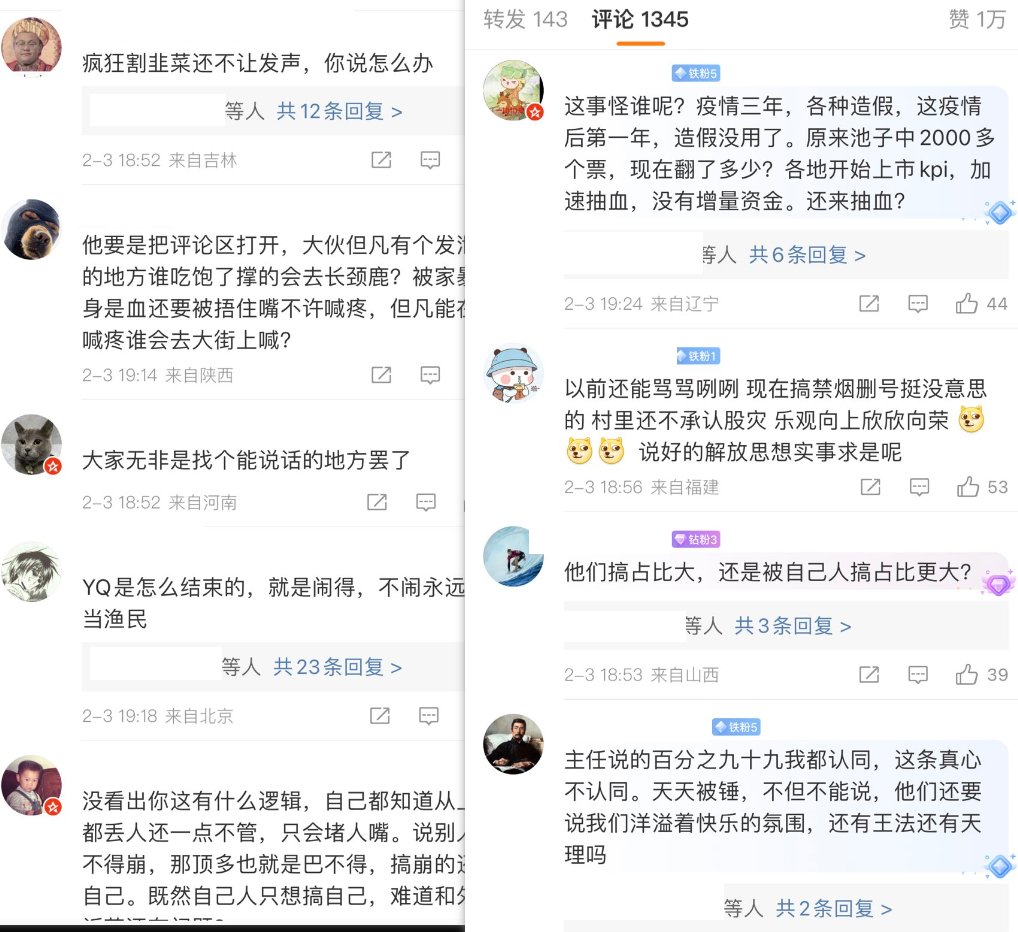 疯狂割韭菜还不让发声，你说怎么办
等人 共12条回复 >
2-3 18:52 来自吉林
他要是把评论区打开，大伙但凡有个发泄
的地方谁吃饱了撑的会去长颈鹿？被家暴
身是血还要被捂住嘴不许喊疼，但凡能在
喊疼谁会去大街上喊？
2-3 19:14 来自陕西
大家无非是找个能说话的地方罢了
2-3 18:52 来自河南
YQ是怎么结束的，就是闹得，不闹永远
当渔民
等人 共23条回复 >
2-3 19:18 来自北京
没看出你这有什么逻辑，自己都知道从上
都丢人还一点不管，只会堵人嘴。说别人
不得崩，那顶多也就是巴不得，搞崩的还
自己。既然自己人只想搞自己，难道和外
转发 143 评论 1345 赞 1万
铁粉5
这事怪谁呢？疫情三年，各种造假，这疫情
后第一年，造假没用了。原来池子中2000多
个票，现在翻了多少？各地开始上市kpi，加
速抽血，没有增量资金。还来抽血？
等人 共6条回复 >
2-3 19:24 来自辽宁 44
铁粉1
以前还能骂骂咧咧 现在搞禁烟删号挺没意思
的 村里还不承认股灾 乐观向上欣欣向荣
说好的解放思想实事求是呢
2-3 18:56 来自福建 53
钻粉3
他们搞占比大，还是被自己人搞占比更大？
等人 共3条回复 >
2-3 18:53 来自山西 39
铁粉5
主任说的百分之九十九我都认同，这条真心
不认同。天天被锤，不但不能说，他们还要
说我们洋溢着快乐的氛围，还有王法还有天
理吗
等人 共2条回复 >